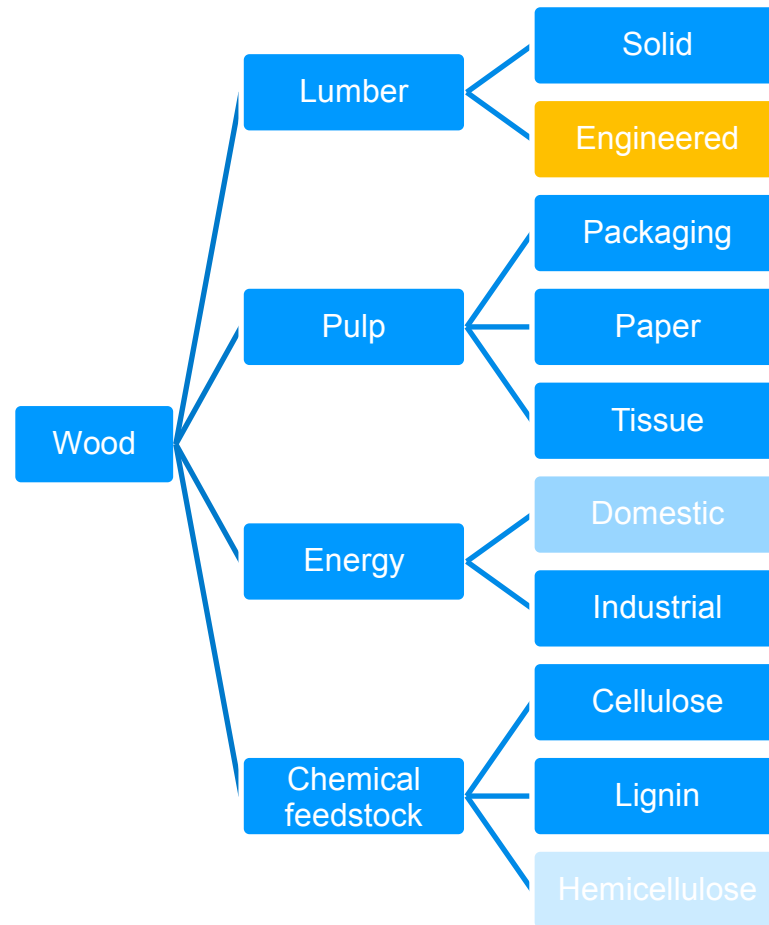 Wood
Lumber
Solid
Engineered
Pulp
Packaging
Paper
Tissue
Energy
Domestic
Industrial
Chemical
feedstock
Cellulose
Lignin
Hemicellulose